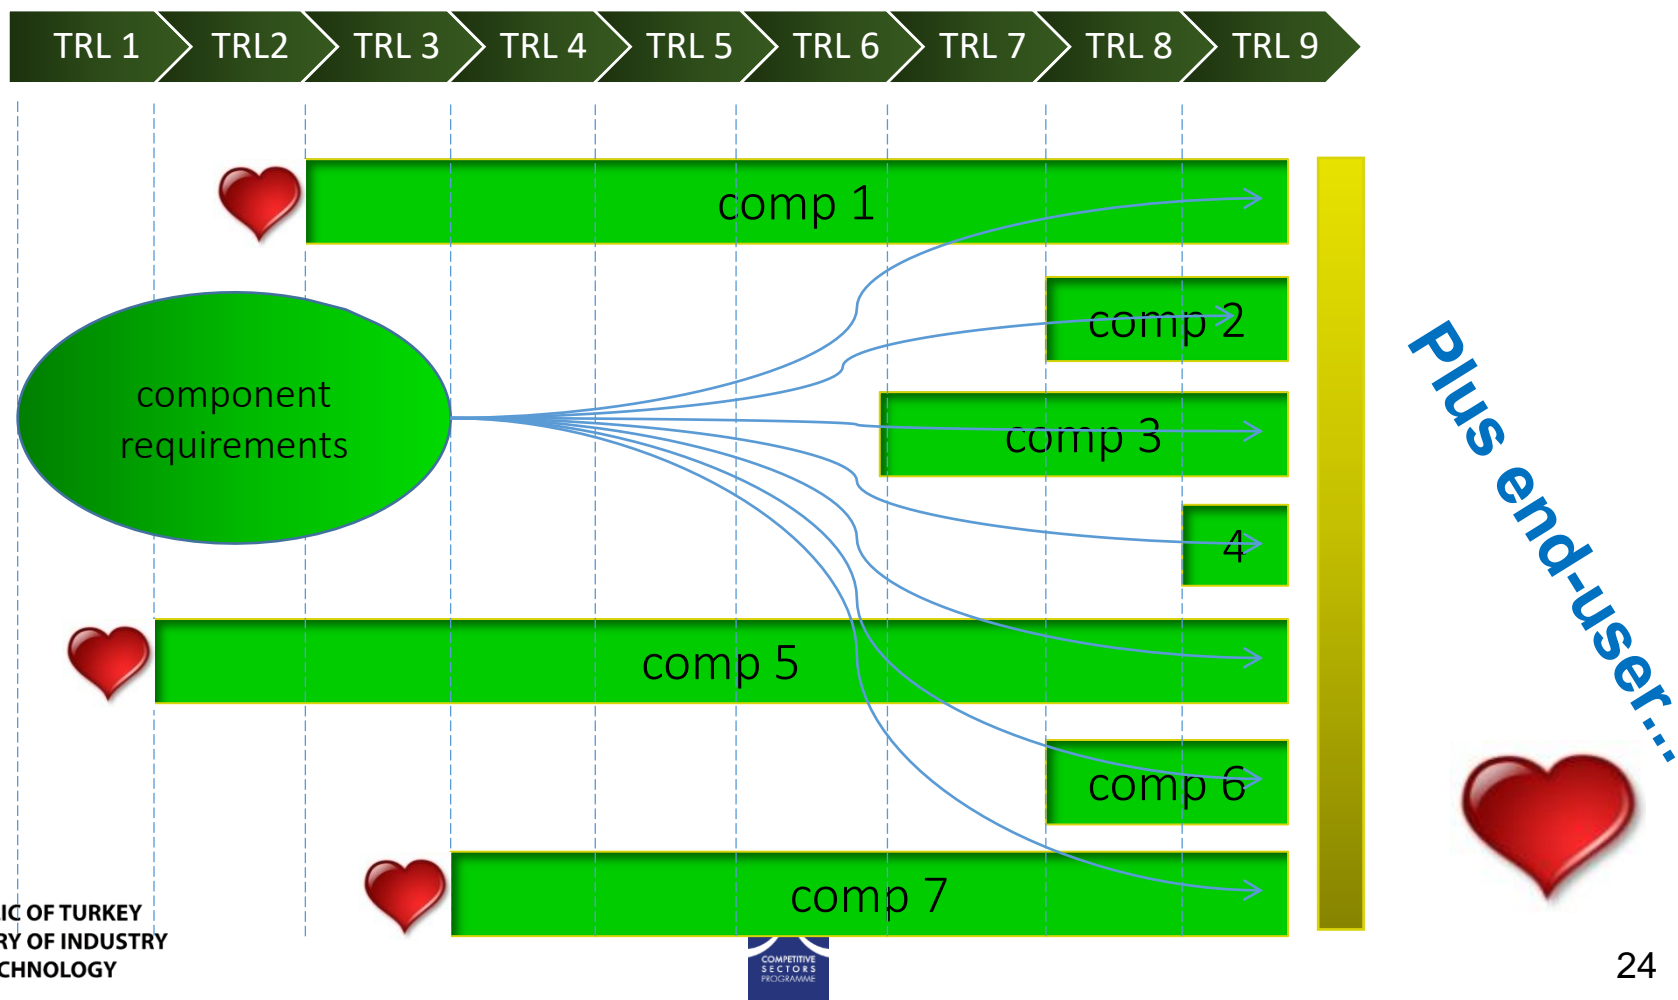 TRL 1 TRL2 TRL 3 TRL 4 TRL 5 TRL 6 TRL 7 TRL 8 TRL 9
comp 1
comp 2
component
requirements
comp 3
4
comp 5
comp 6
comp 7
Plus end-user...
IC OF TURKEY
RY OF INDUSTRY
CHNOLOGY
COMPETITIVE
SECTORS
PROGRAMME
24